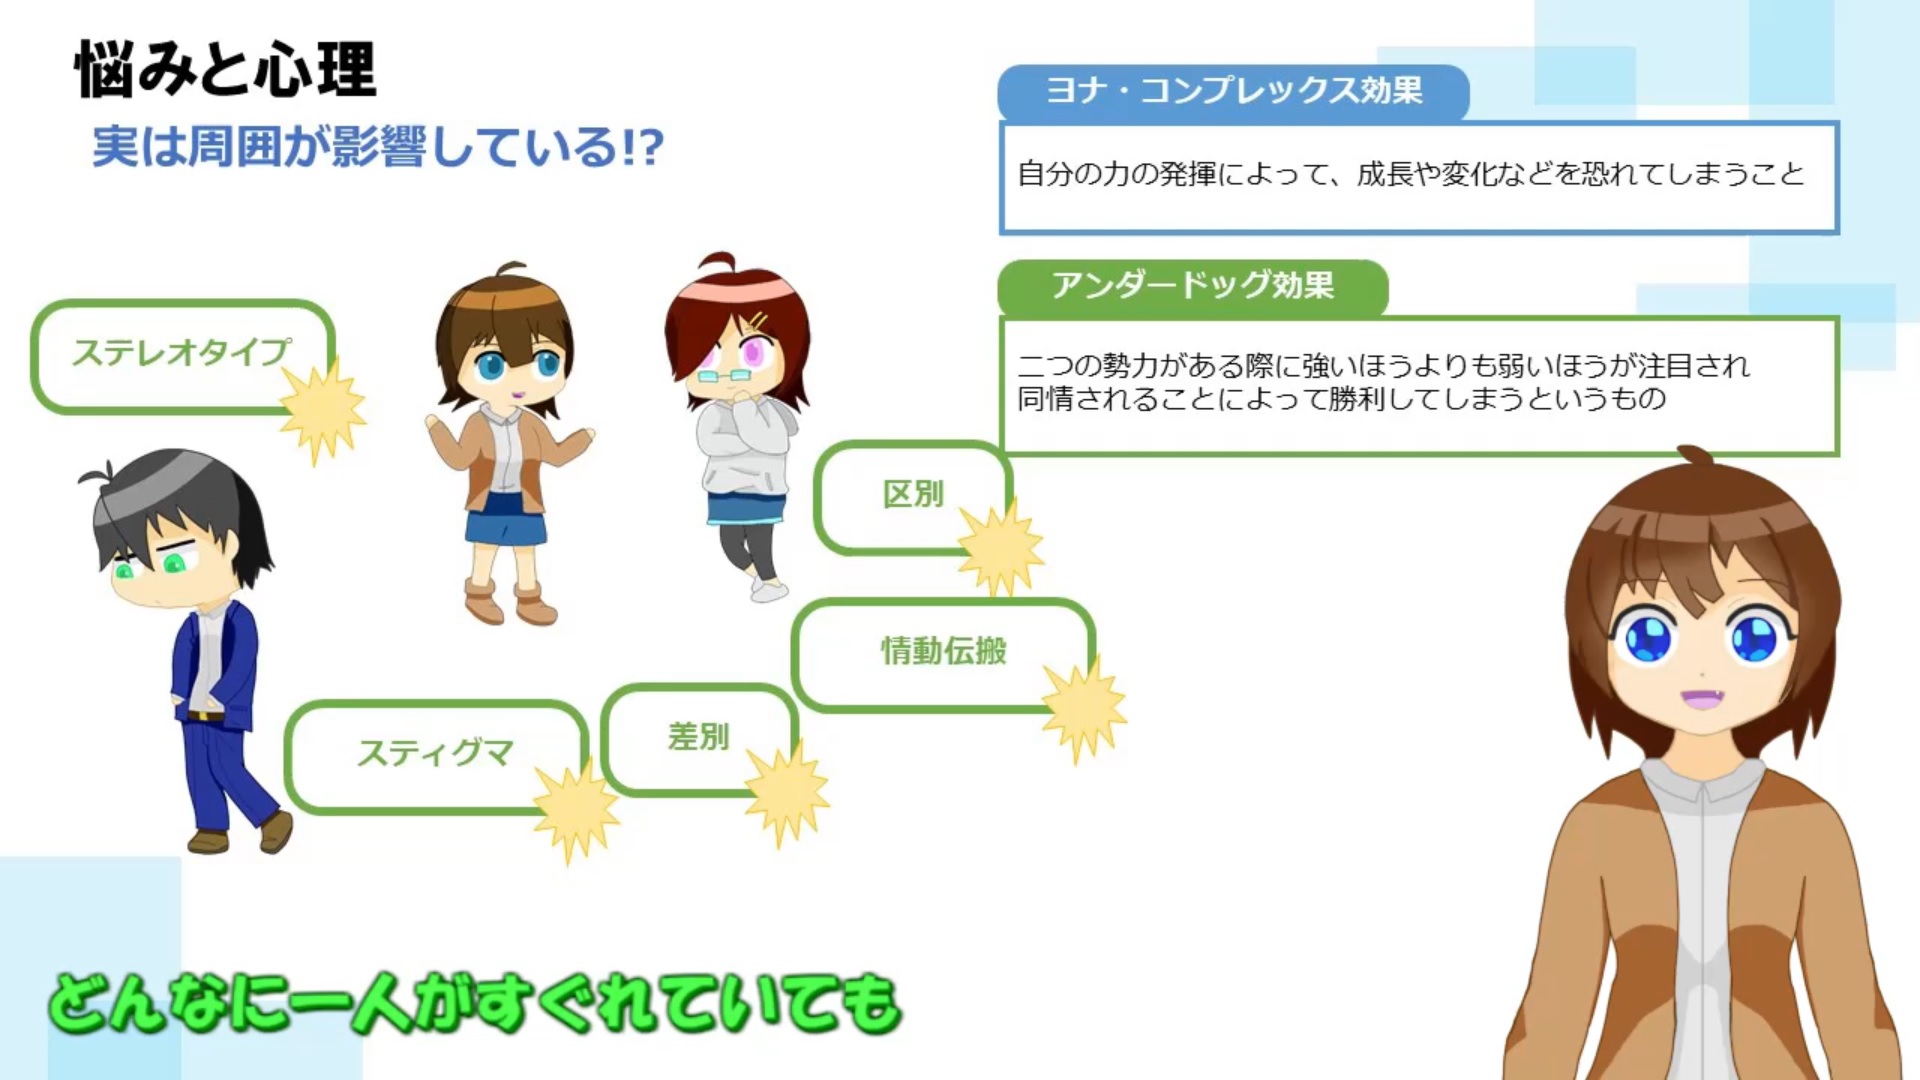 悩みと心理
実は周囲が影響している!?
ヨナ・コンプレックス効果
自分の力の発揮によって、成長や変化などを恐れてしまうこと
アンダードッグ効果
二つの勢力がある際に強いほうよりも弱いほうが注目され
同情されることによって勝利してしまうというもの
ステレオタイプ
区別
情動伝搬
差別
スティグマ
どんなに一人がすぐれていても